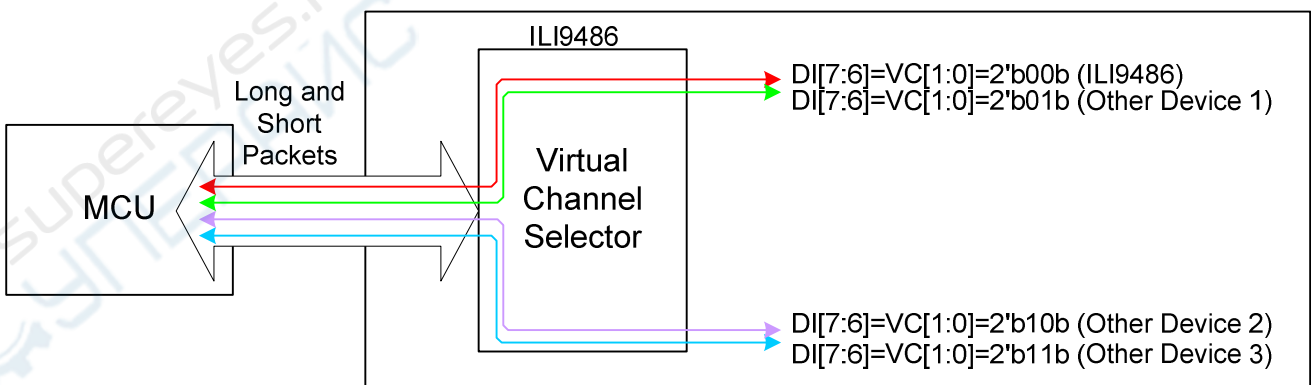 ILI9486
DI[7:6]=VC[1:0]=2'b00b (ILI9486)
DI[7:6]=VC[1:0]=2'b01b (Other Device 1)
Long and
Short
Packets
MCU
Virtual
Channel
Selector
DI[7:6]=VC[1:0]=2'b10b (Other Device 2)
DI[7:6]=VC[1:0]=2'b11b (Other Device 3)